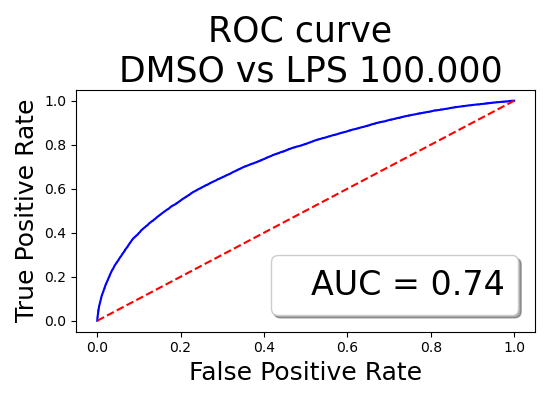 ROC curve
DMSO vs LPS 100.000
True Positive Rate
1.0
0.8
0.6
0.4
0.2
0.0
AUC = 0.74
0.0 0.2 0.4 0.6 0.8 1.0
False Positive Rate